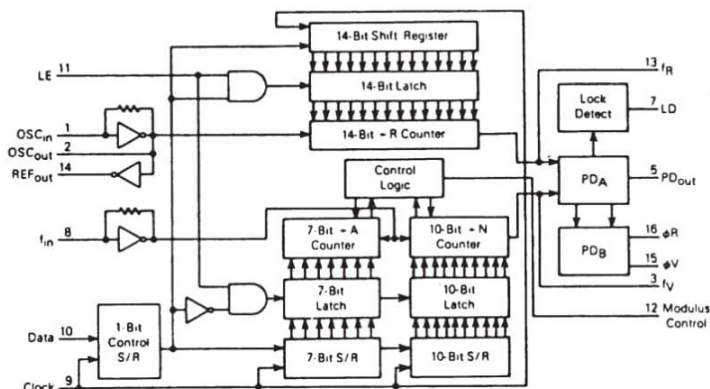 14-Bit Shift Register
14-Bit Latch
14-Bit ÷ R Counter
LE 11
OSCin 1
OSCout 2
REFout 14
fin 8
Control
Logic
7-Bit ÷ A
Counter
10-Bit ÷ N
Counter
7-Bit
Latch
10-Bit
Latch
7-Bit S/R
10-Bit S/R
Data 10
1-Bit
Control
S/R
Clock 9
Lock
Detect
PDA
PDB
13 fR
7 LD
5 PDout
16 ϕR
15 ϕV
3 fV
12 Modulus
Control